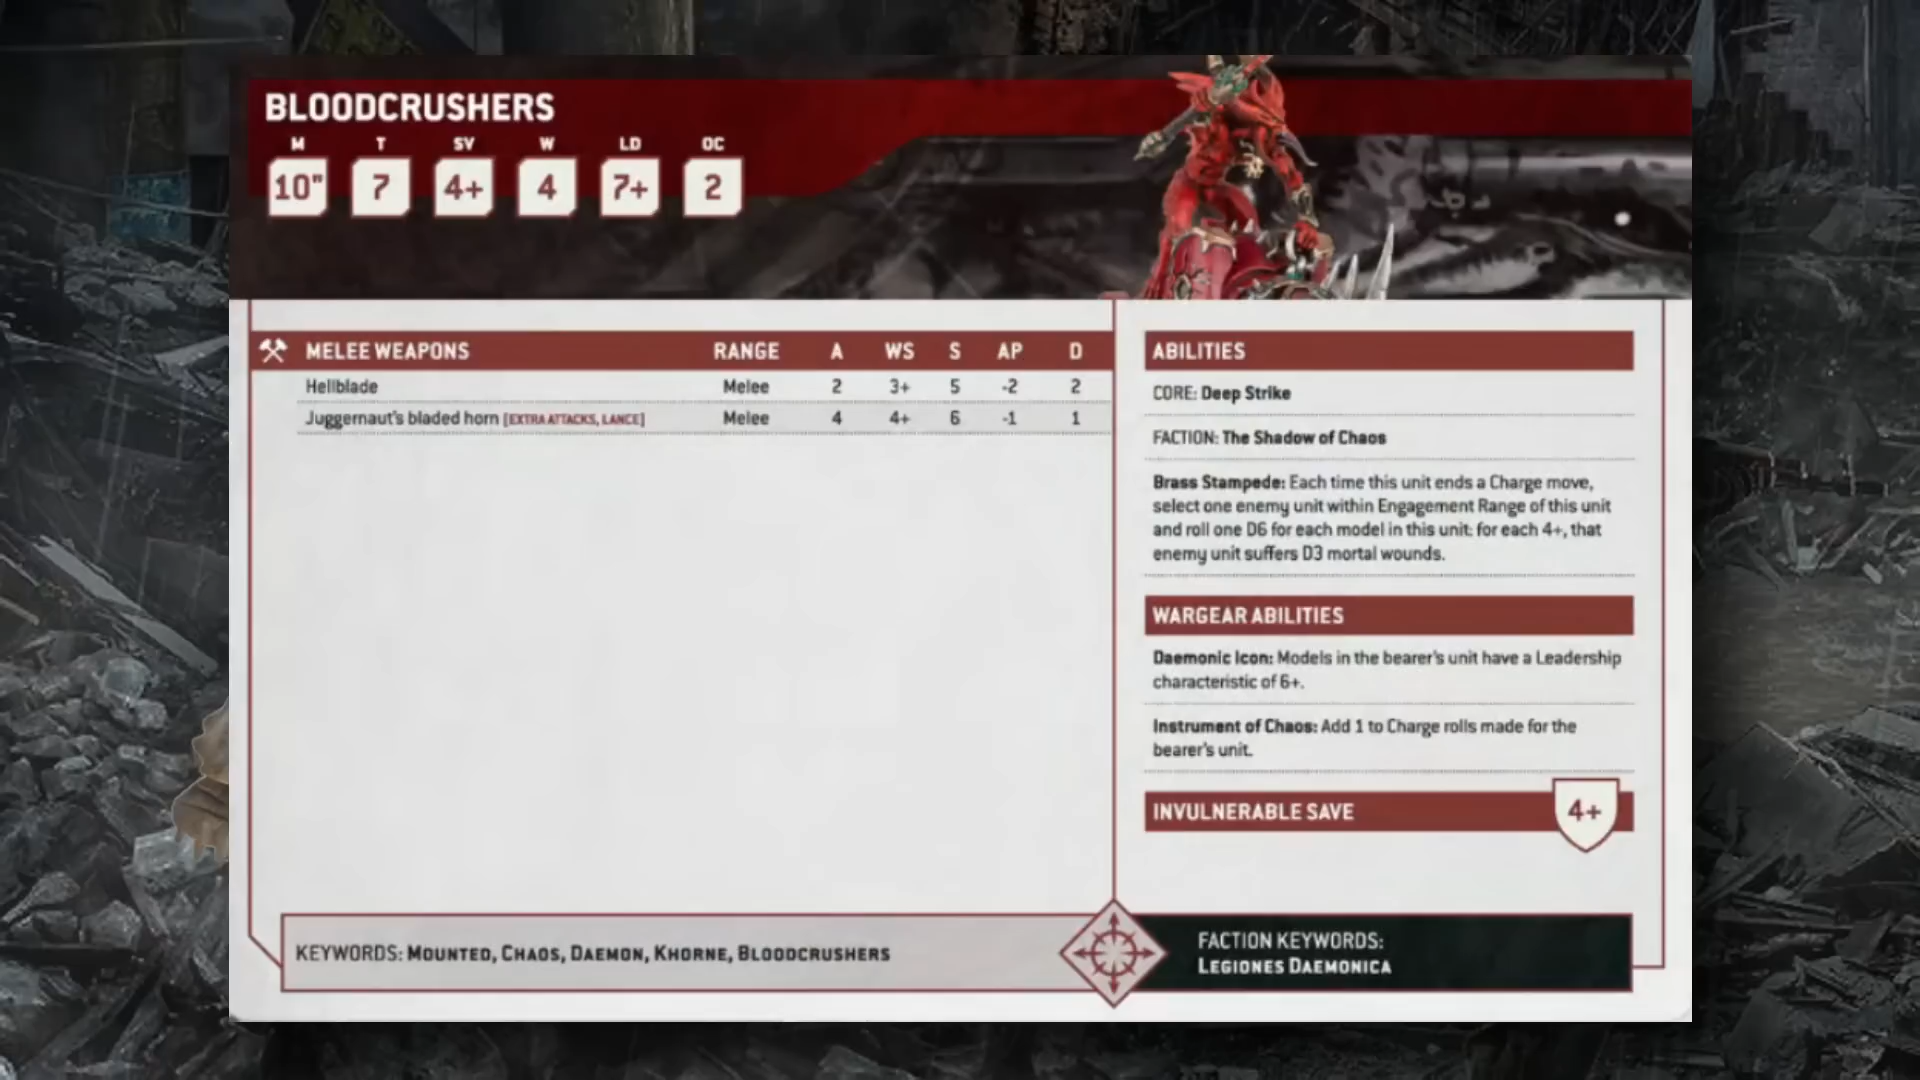 BLOODCRUSHERS
M T SV W LD OC
10" 7 4+ 4 7+ 2
MELEE WEAPONS RANGE A WS S AP D
Hellblade Melee 2 3+ 5 -2 2
Juggernaut's bladed horn [EXTRA ATTACKS, LANCE] Melee 4 4+ 6 -1 1
ABILITIES
CORE: Deep Strike
FACTION: The Shadow of Chaos
Brass Stampede: Each time this unit ends a Charge move,
select one enemy unit within Engagement Range of this unit
and roll one D6 for each model in this unit: for each 4+, that
enemy unit suffers D3 mortal wounds.
WARGEAR ABILITIES
Daemonic Icon: Models in the bearer's unit have a Leadership
characteristic of 6+.
Instrument of Chaos: Add 1 to Charge rolls made for the
bearer's unit.
INVULNERABLE SAVE 4+
KEYWORDS: MOUNTED, CHAOS, DAEMON, KHORNE, BLOODCRUSHERS
FACTION KEYWORDS:
LEGIONES DAEMONICA